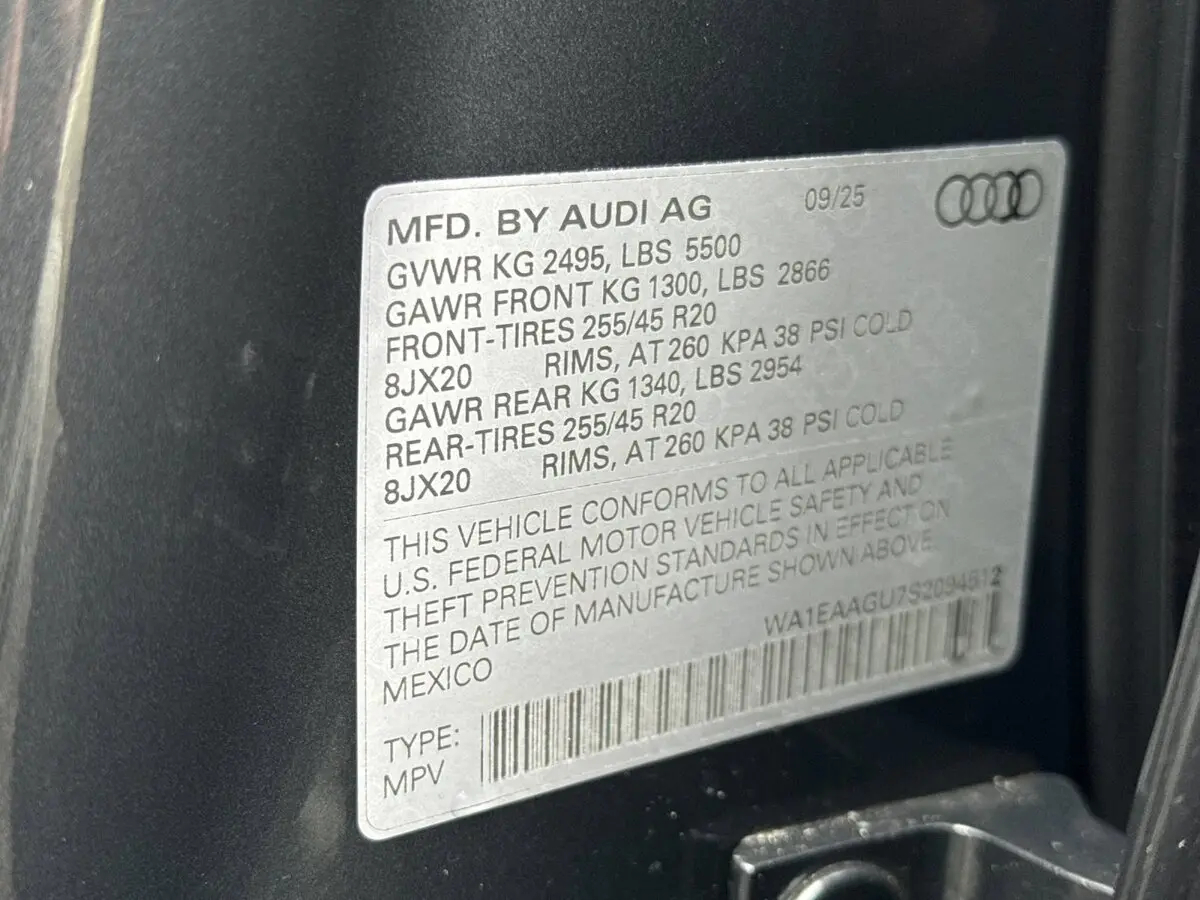 MFD. BY AUDI AG 09/25
GVWR KG 2495, LBS 5500
GAWR FRONT KG 1300, LBS 2866
FRONT-TIRES 255/45 R20
8JX20 RIMS, AT 260 KPA 38 PSI COLD
GAWR REAR KG 1340, LBS 2954
REAR-TIRES 255/45 R20
8JX20 RIMS, AT 260 KPA 38 PSI COLD
THIS VEHICLE CONFORMS TO ALL APPLICABLE
U.S. FEDERAL MOTOR VEHICLE SAFETY AND
THEFT PREVENTION STANDARDS IN EFFECT ON
THE DATE OF MANUFACTURE SHOWN ABOVE
MEXICO WA1EAAGU7S2094612
TYPE:
MPV